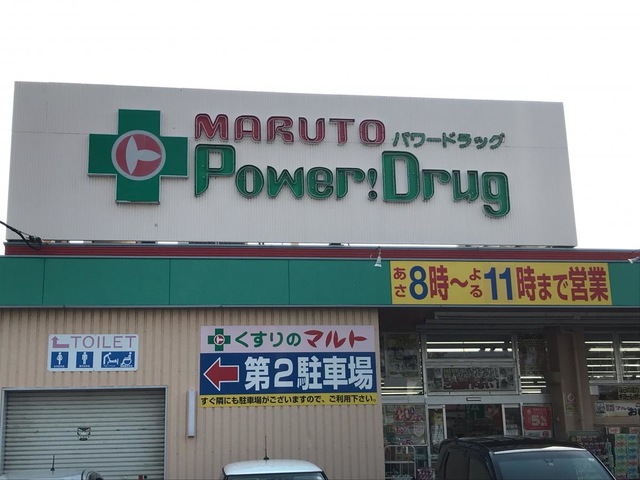 MARUTO
パワードラッグ
Power!Drug
あさ8時～よる11時まで営業
TOILET
くすりのマルト
第2駐車場
すぐ隣にも駐車場がございますので、ご利用下さい。